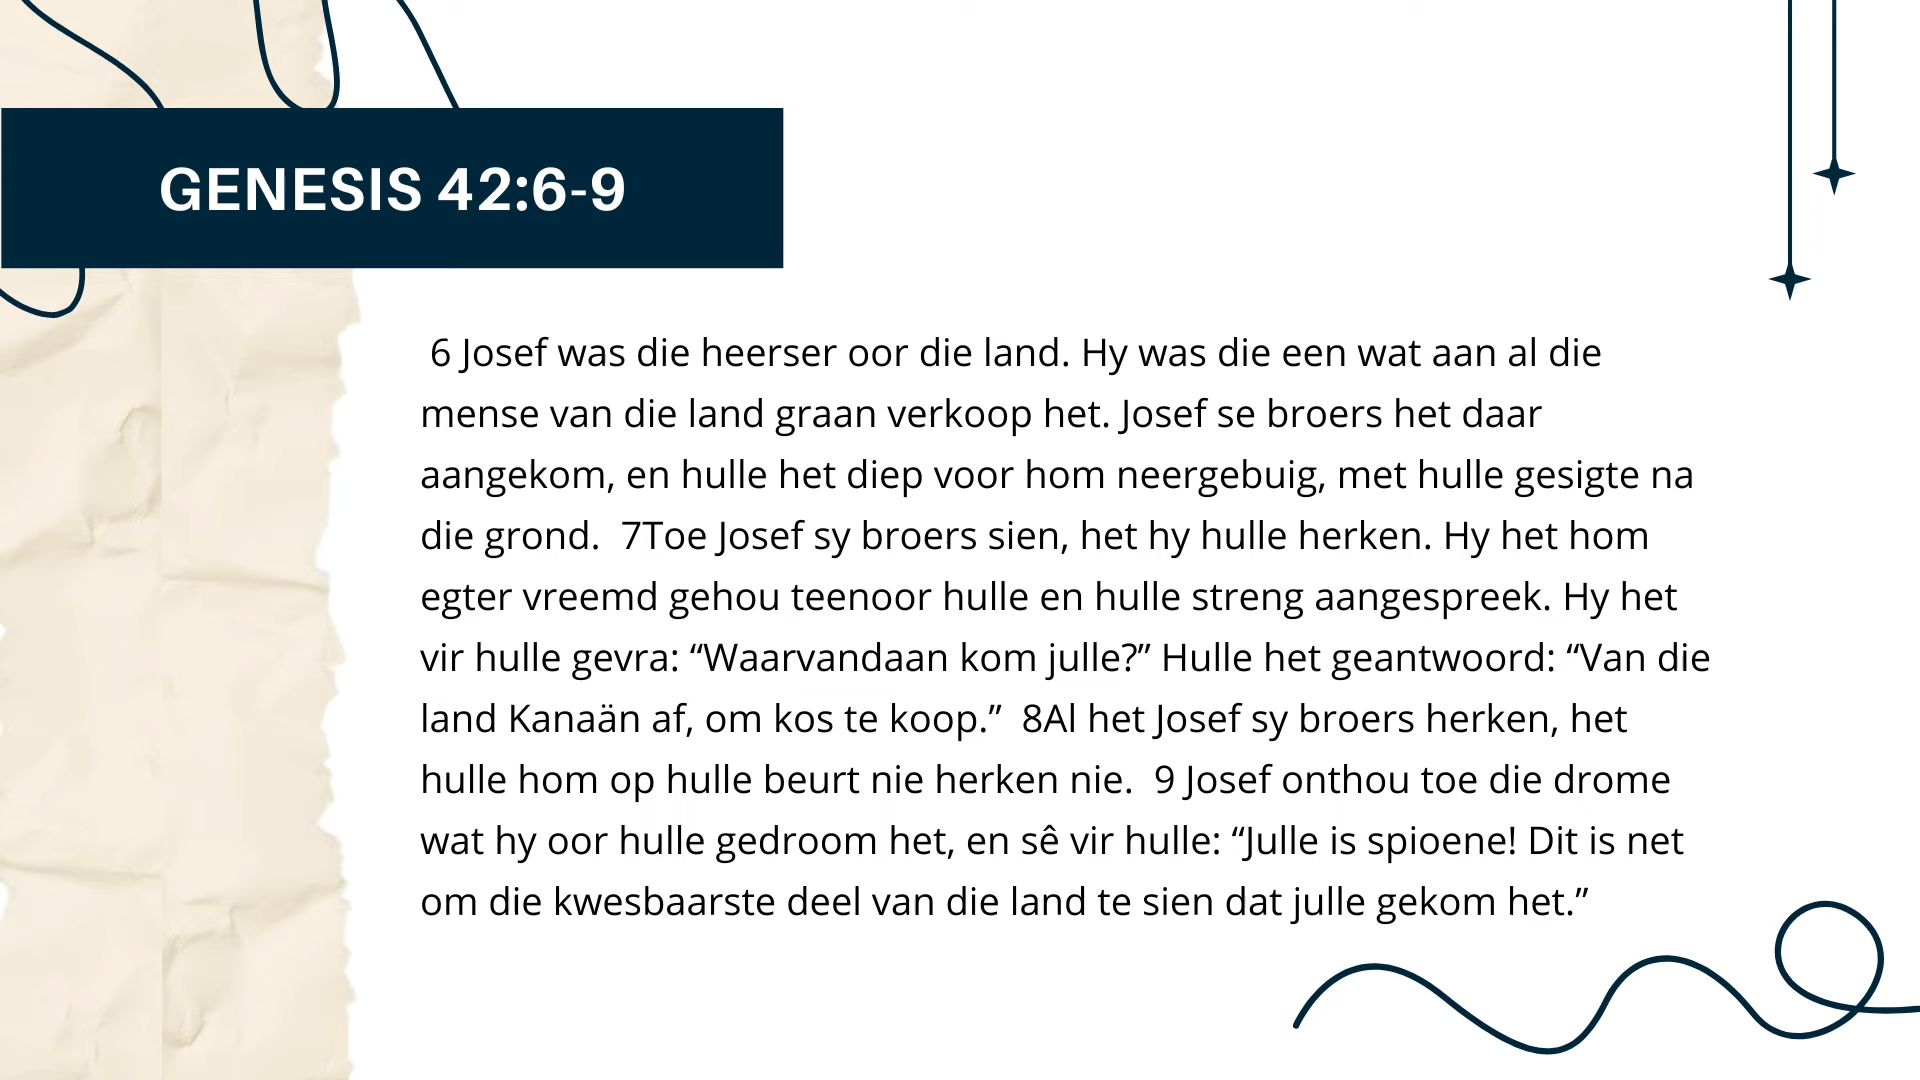 GENESIS 42:6-9
6 Josef was die heerser oor die land. Hy was die een wat aan al die
mense van die land graan verkoop het. Josef se broers het daar
aangekom, en hulle het diep voor hom neergebuig, met hulle gesigte na
die grond.  7Toe Josef sy broers sien, het hy hulle herken. Hy het hom
egter vreemd gehou teenoor hulle en hulle streng aangespreek. Hy het
vir hulle gevra: “Waarvandaan kom julle?” Hulle het geantwoord: “Van die
land Kanaän af, om kos te koop.”  8Al het Josef sy broers herken, het
hulle hom op hulle beurt nie herken nie.  9 Josef onthou toe die drome
wat hy oor hulle gedroom het, en sê vir hulle: “Julle is spioene! Dit is net
om die kwesbaarste deel van die land te sien dat julle gekom het.”